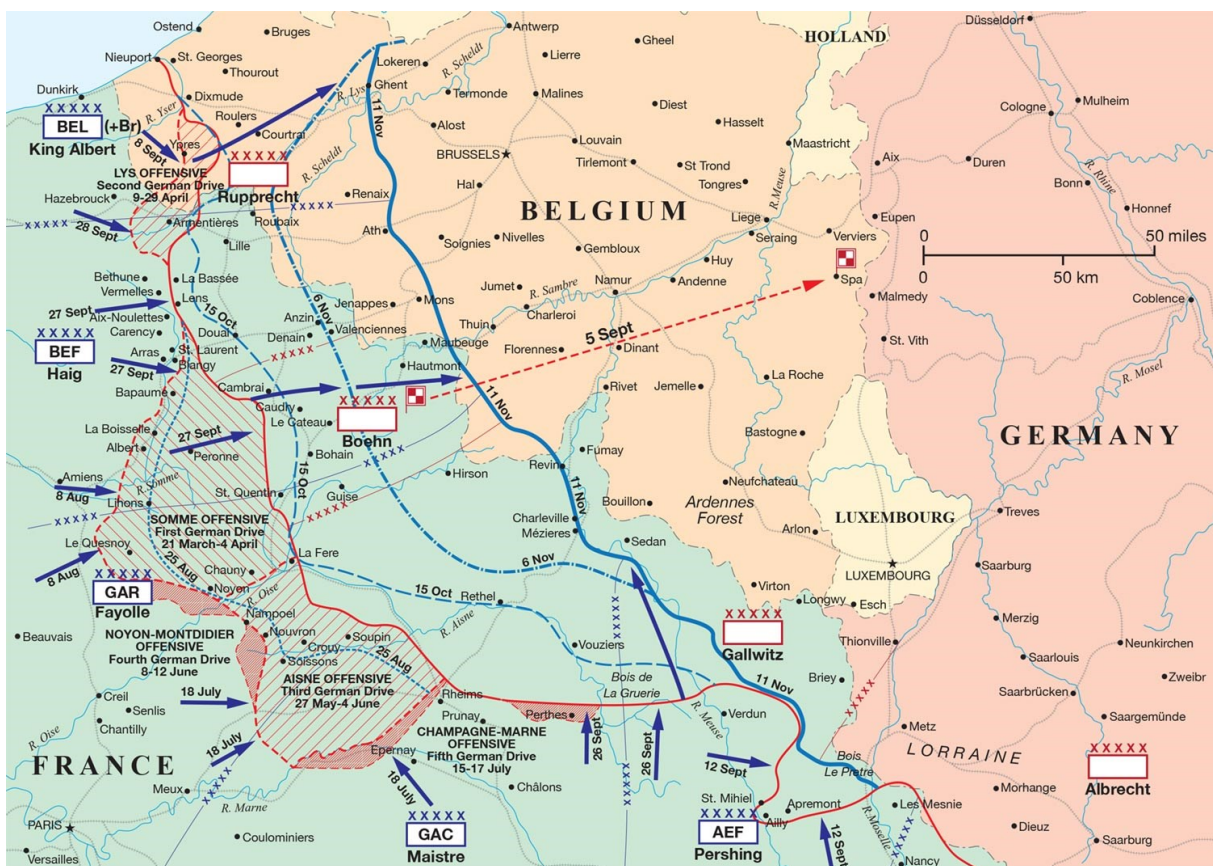 Ostend
Bruges
Antwerp
HOLLAND
Düsseldorf
Nieuport
St. Georges
Thourout
Lokeren
R. Scheldt
Lierre
Gheel
Dunkirk
Dixmude
R. Yser
R. Lys
Ghent
Termonde
Malines
Diest
Cologne
Mulheim
X X X X X
BEL (+Br)
King Albert
8 Sept
Roulers
Courtrai
Ypres
11 Nov
Alost
Louvain
Hasselt
Maastricht
R. Scheldt
BRUSSELS
Tirlemont
St Trond
Tongres
Aix
Duren
R. Rhine
Bonn
LYS OFFENSIVE
Second German Drive
9-29 April
X X X X X
Rupprecht
Renaix
Hal
R. Meuse
Honnef
Hazebrouck
28 Sept
Armentières
Roubaix
xxxxx
Lille
Ath
BELGIUM
Soignies
Nivelles
Gembloux
Liege
Seraing
Verviers
Eupen
0
50 miles
0
50 km
Bethune
La Bassée
Vermelles
Lens
27 Sept
Aix-Noulettes
Carency
X X X X X
BEF
Haig
15 Oct
Douai
6 Nov
Anzin
Denain
Jenappes
Mons
Valenciennes
Maubeuge
Jumet
R. Sambre
Charleroi
Thuin
Namur
Huy
Andenne
Spa
Malmedy
Coblence
Florennes
5 Sept
Dinant
St. Vith
Arras
St. Laurent
Blangy
27 Sept
xxxxx
Hautmont
Bapaume
Cambrai
Caudry
Le Cateau
X X X X X
Boehn
11 Nov
Rivet
Jemelle
La Roche
R. Mosel
La Boisselle
Albert
27 Sept
Peronne
Bohain
xxxxx
Bastogne
GERMANY
Amiens
8 Aug
R. Somme
Lihons
St. Quentin
15 Oct
Guise
Hirson
Revin
Fumay
11 Nov
Bouillon
Neufchateau
Ardennes
Forest
xxxxx
xxxxx
SOMME OFFENSIVE
First German Drive
21 March-4 April
Charleville
Mézieres
Sedan
Arlon
LUXEMBOURG
Treves
Le Quesnoy
8 Aug
25 Aug
Chauny
La Fere
6 Nov
LUXEMBOURG
Saarburg
X X X X X
GAR
Fayolle
Noyon
R. Oise
15 Oct
Rethel
R. Aisne
xxxxx
Virton
Longwy
Esch
Beauvais
Nampoel
Nouvron
Crouy
Soupin
Soissons
25 Aug
Vouziers
X X X X X
Gallwitz
Thionville
Merzig
Neunkirchen
Saarlouis
NOYON-MONTDIDIER
OFFENSIVE
Fourth German Drive
8-12 June
AISNE OFFENSIVE
Third German Drive
27 May-4 June
Bois de
La Gruerie
11 Nov
Briey
xxxxx
Saarbrücken
Zweibr
Creil
Senlis
Chantilly
18 July
Rheims
Prunay
Perthes
R. Meuse
Verdun
Metz
Saargemünde
R. Oise
18 July
CHAMPAGNE-MARNE
OFFENSIVE
Fifth German Drive
15-17 July
26 Sept
26 Sept
12 Sept
LORRAINE
X X X X X
Albrecht
FRANCE
Epernay
Bois
Le Pretre
Meux
xxxxx
R. Marne
18 July
Châlons
xxxxx
St. Mihiel
Apremont
Les Mesnie
Morhange
PARIS
Coulominiers
X X X X X
GAC
Maistre
X X X X X
AEF
Pershing
Ailly
12 Sept
R. Moselle
xxxxx
Dieuz
Saarburg
Versailles
Nancy